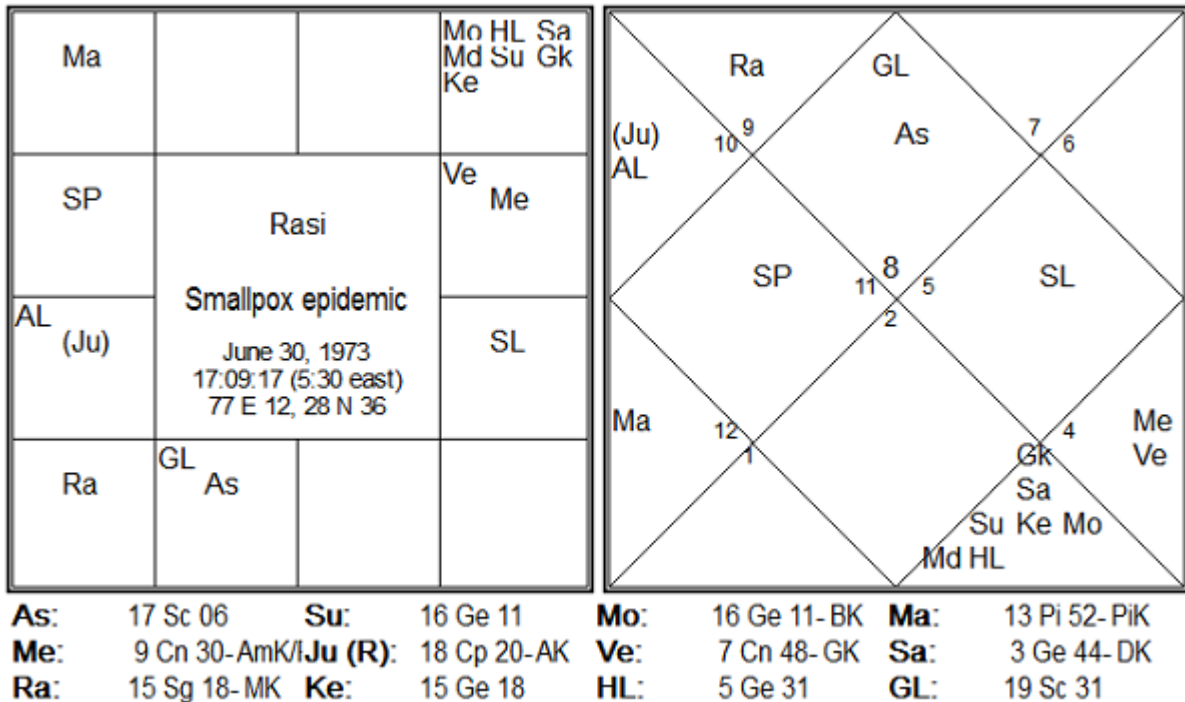 Ma
Mo HL Sa
Md Su Gk
Ke
SP
Ve
Me
Rasi
Smallpox epidemic
June 30, 1973
17:09:17 (5:30 east)
77 E 12, 28 N 36
AL
(Ju)
SL
Ra
GL
As
Ra
GL
(Ju)
AL
9
10
As
7
6
SP
8
11
5
2
SL
Ma
12
1
4
Me
Ve
Gk
Sa
Su Ke Mo
Md HL
As: 17 Sc 06 Su: 16 Ge 11 Mo: 16 Ge 11- BK Ma: 13 Pi 52- PiK
Me: 9 Cn 30- AmK/ Ju (R): 18 Cp 20- AK Ve: 7 Cn 48- GK Sa: 3 Ge 44- DK
Ra: 15 Sg 18- MK Ke: 15 Ge 18 HL: 5 Ge 31 GL: 19 Sc 31